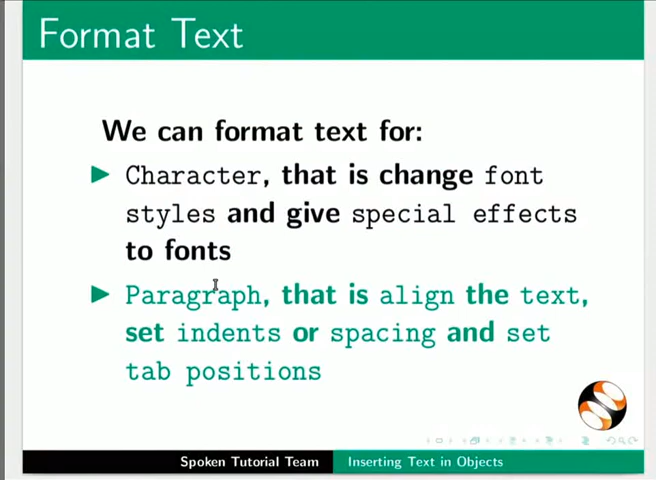 Format Text
We can format text for:
Character, that is change font
styles and give special effects
to fonts
Paragraph, that is align the text,
set indents or spacing and set
tab positions
Spoken Tutorial Team
Inserting Text in Objects